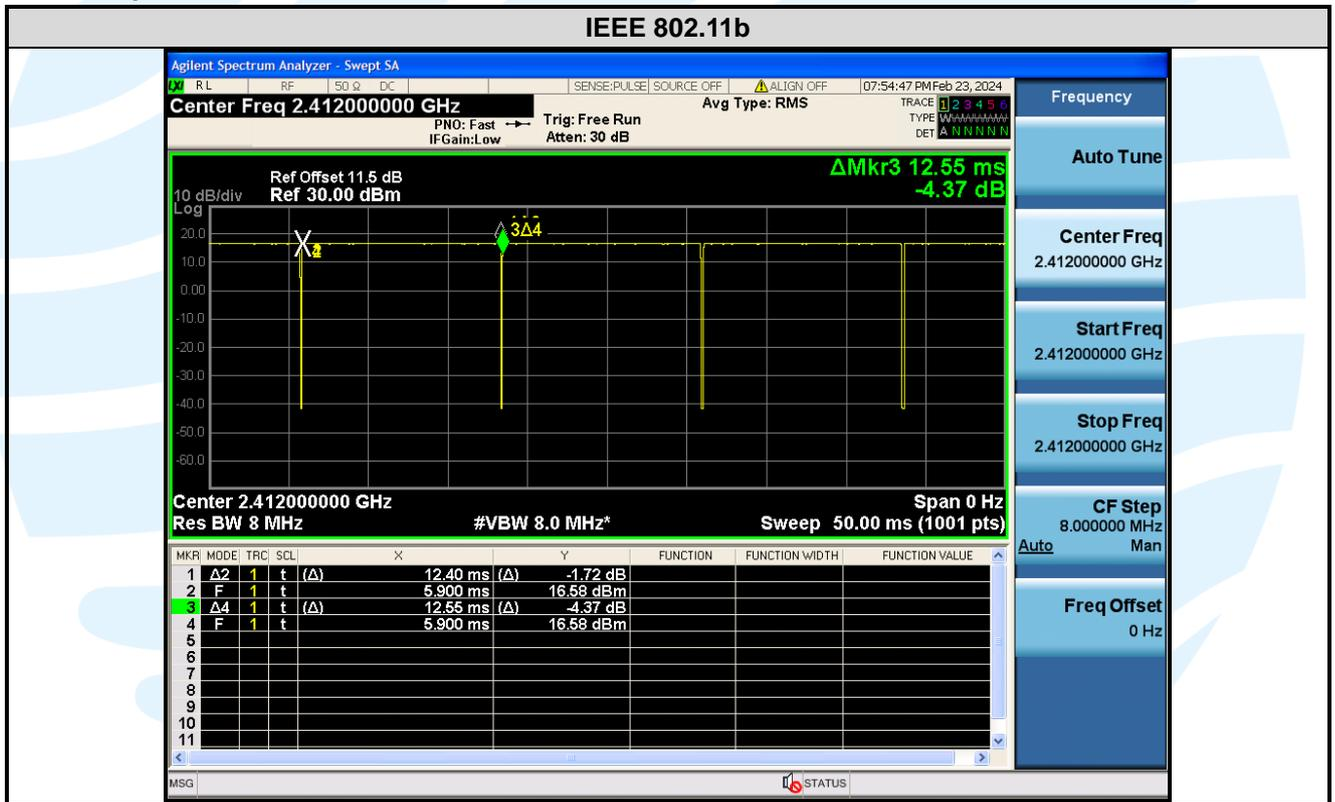 IEEE 802.11b
Agilent Spectrum Analyzer - Swept SA
LXI RL RF 50 Ω DC SENSE:PULSE SOURCE OFF ALIGN OFF 07:54:47 PM Feb 23, 2024
Center Freq 2.412000000 GHz
PNO: Fast
IFGain:Low
Trig: Free Run
Atten: 30 dB
Avg Type: RMS
TRACE 1 2 3 4 5 6
TYPE W
DET A N N N N N
ΔMkr3 12.55 ms
-4.37 dB
Ref Offset 11.5 dB
10 dB/div Ref 30.00 dBm
Log
3Δ4
20.0
10.0
0.00
-10.0
-20.0
-30.0
-40.0
-50.0
-60.0
Center 2.412000000 GHz Span 0 Hz
Res BW 8 MHz #VBW 8.0 MHz* Sweep 50.00 ms (1001 pts)
MKR MODE TRC SCL X Y FUNCTION FUNCTION WIDTH FUNCTION VALUE
1 Δ2 1 t (Δ) 12.40 ms (Δ) -1.72 dB
2 F 1 t 5.900 ms 16.58 dBm
3 Δ4 1 t (Δ) 12.55 ms (Δ) -4.37 dB
4 F 1 t 5.900 ms 16.58 dBm
5
6
7
8
9
10
11
MSG STATUS
Frequency
Auto Tune
Center Freq
2.412000000 GHz
Start Freq
2.412000000 GHz
Stop Freq
2.412000000 GHz
CF Step
8.000000 MHz
Auto Man
Freq Offset
0 Hz